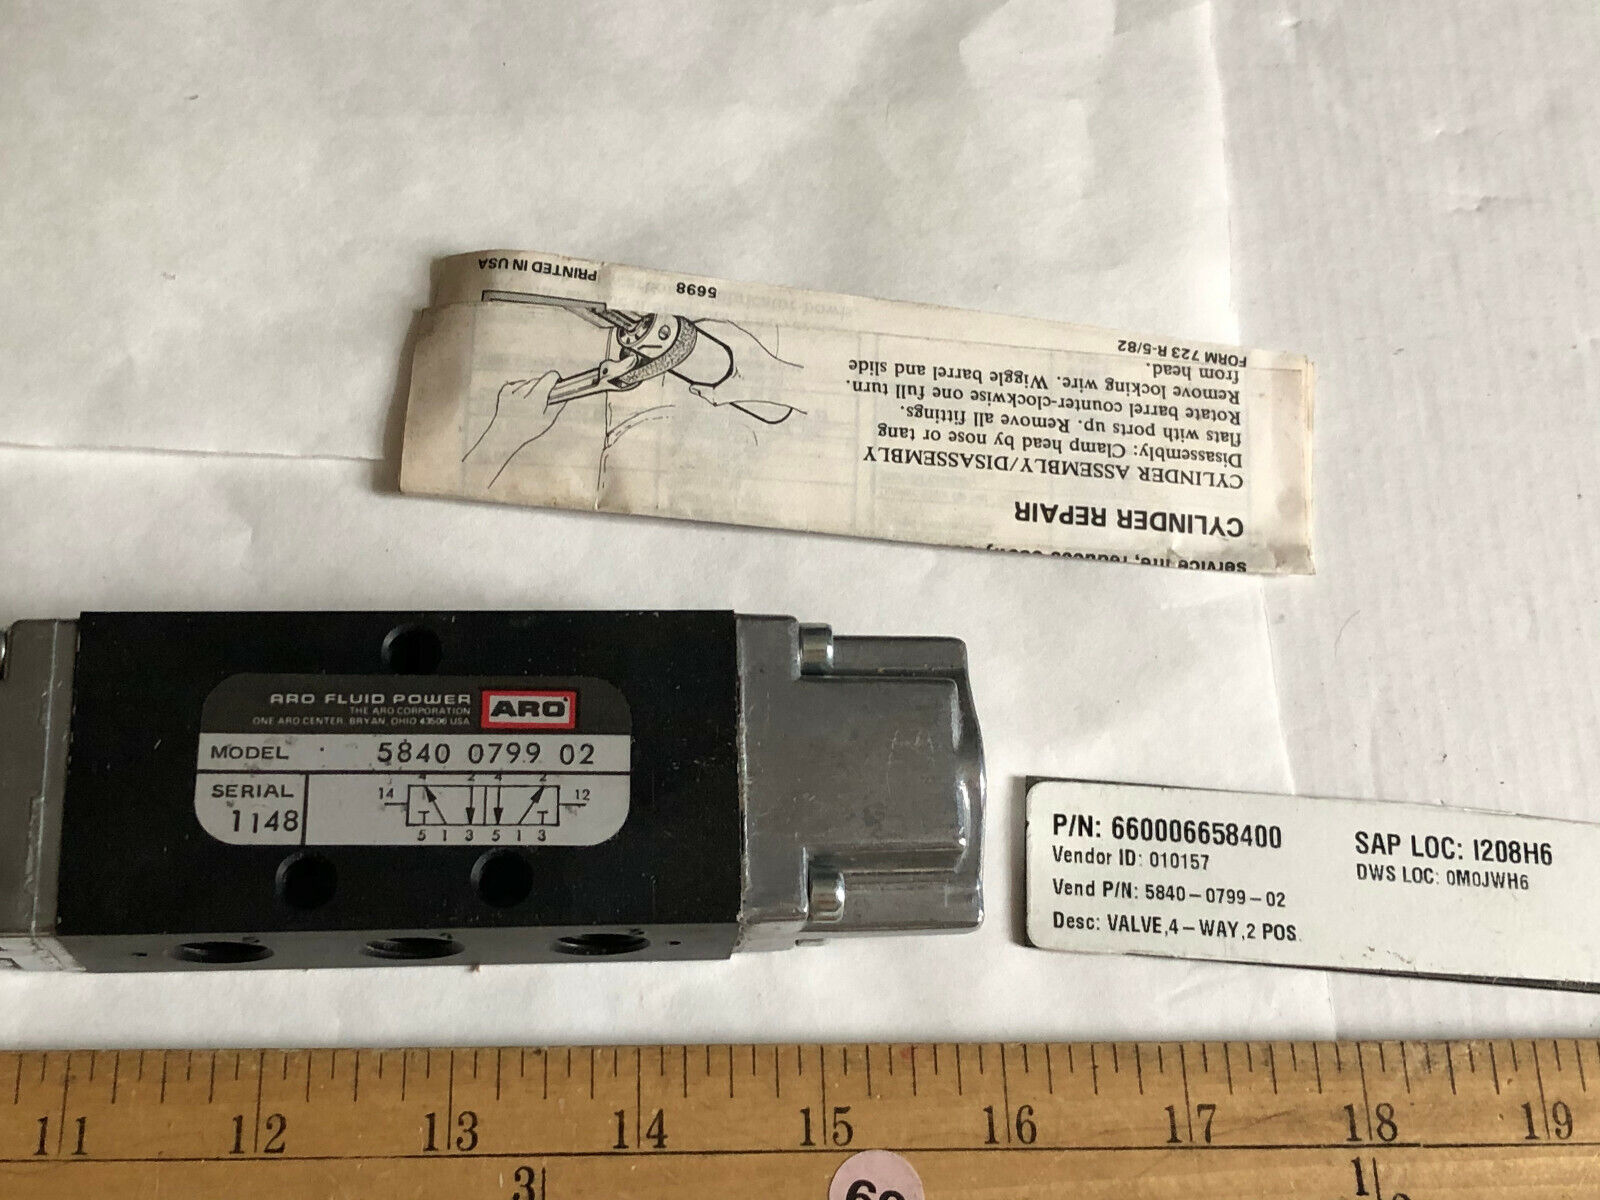 PRINTED IN USA
5698
FORM 723 R-5/82
CYLINDER REPAIR
CYLINDER ASSEMBLY/DISASSEMBLY
Disassembly: Clamp head by nose or tang
flats with ports up. Remove all fittings.
Rotate barrel counter-clockwise one full turn.
Remove locking wire. Wiggle barrel and slide
from head.
service life, reduces
ARO FLUID POWER
THE ARO CORPORATION
ONE ARO CENTER, BRYAN, OHIO 43506 USA
ARO
MODEL 5840 0799 02
SERIAL
1148
4 2 4 2
14 12
5 1 3 5 1 3
P/N: 660006658400
Vendor ID: 010157
Vend P/N: 5840-0799-02
Desc: VALVE,4-WAY,2 POS
SAP LOC: I208H6
DWS LOC: 0M0JWH6
11 12 13 14 15 16 17 18 19
3 1